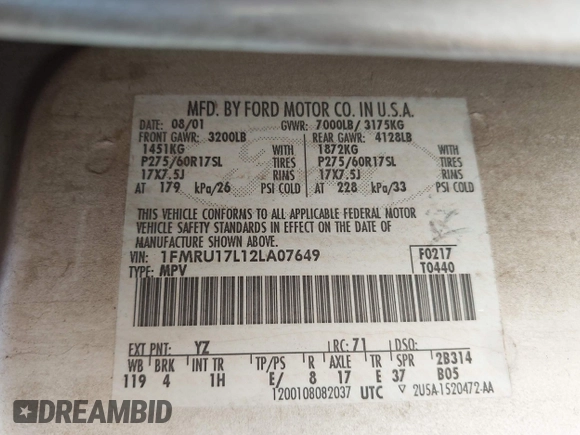 MFD. BY FORD MOTOR CO. IN U.S.A.
DATE: 08/01 GVWR: 7000LB/ 3175KG
FRONT GAWR: 3200LB REAR GAWR: 4128LB
1451KG WITH 1872KG WITH
P275/60R17SL TIRES P275/60R17SL TIRES
17X7.5J RIMS 17X7.5J RIMS
AT 179 kPa/26 PSI COLD AT 228 kPa/33 PSI COLD
THIS VEHICLE CONFORMS TO ALL APPLICABLE FEDERAL MOTOR
VEHICLE SAFETY STANDARDS IN EFFECT ON THE DATE OF
MANUFACTURE SHOWN ABOVE.
VIN: 1FMRU17L12LA07649 F0217
TYPE: MPV T0440
EXT PNT: YZ RC: 71 DSO:
WB BRK INT TR TP/PS R AXLE TR SPR 2B314
119 4 1H E/ 8 17 E 37 B05
1200108082037 UTC ▽ 2U5A-1520472-AA
DREAMBID